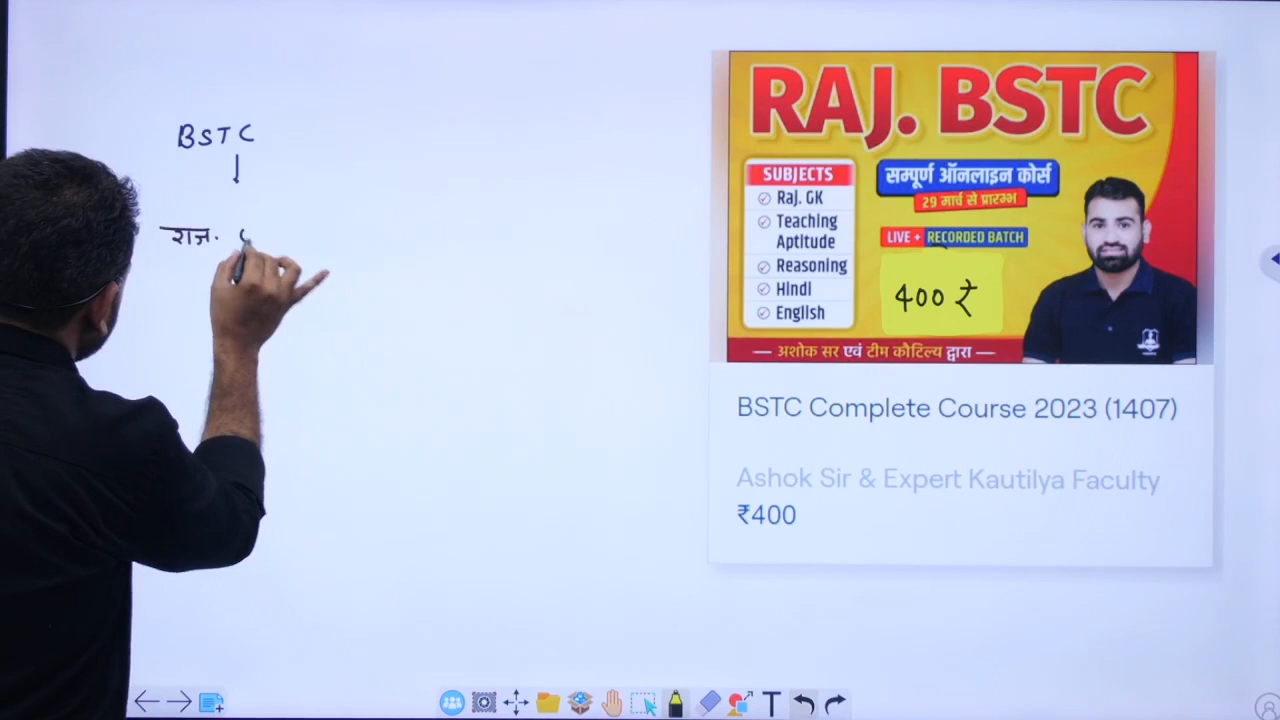 BSTC
राज.
RAJ. BSTC
SUBJECTS
Raj. GK
Teaching
Aptitude
Reasoning
Hindi
English
सम्पूर्ण ऑनलाइन कोर्स
29 मार्च से प्रारम्भ
LIVE + RECORDED BATCH
400 ₹
— अशोक सर एवं टीम कौटिल्य द्वारा —
BSTC Complete Course 2023 (1407)
Ashok Sir & Expert Kautilya Faculty
₹400